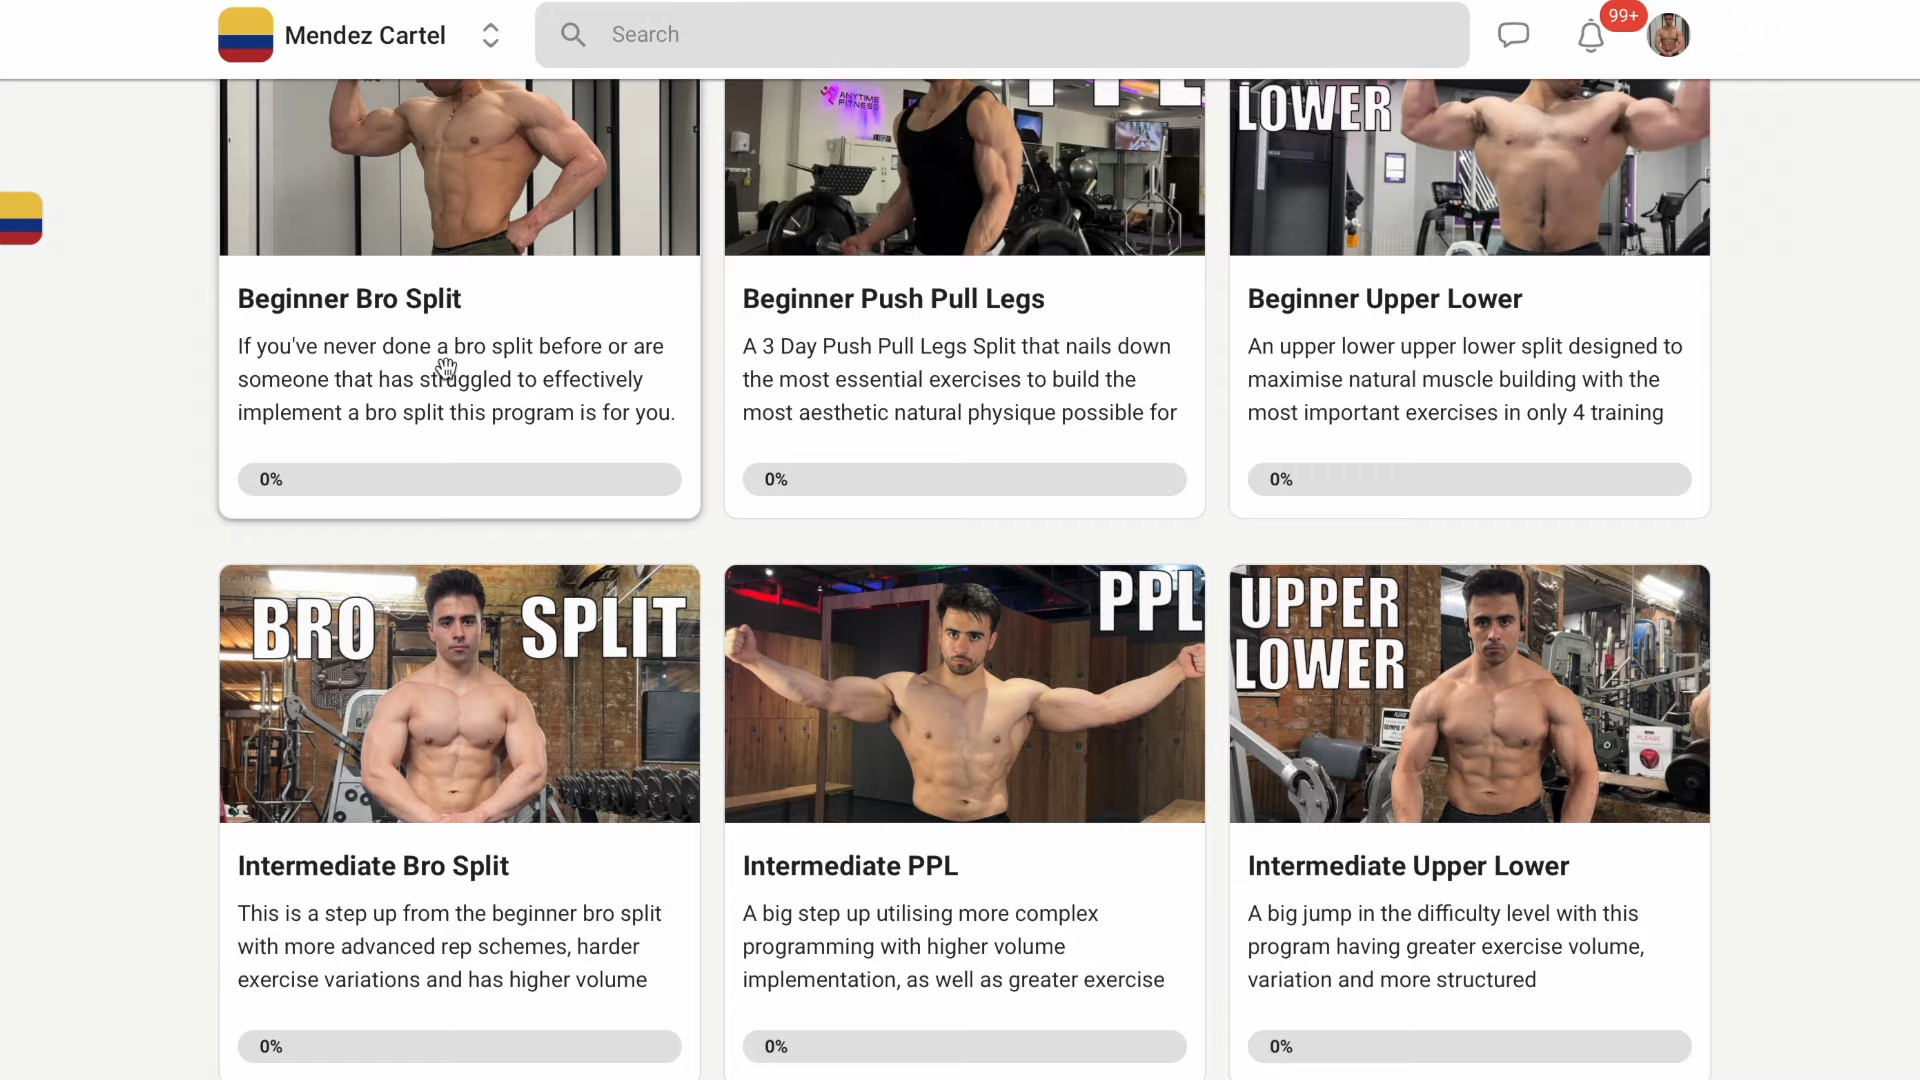 Mendez Cartel
Search
99+
ANYTIME
FITNESS
LOWER
Beginner Bro Split
If you've never done a bro split before or are
someone that has struggled to effectively
implement a bro split this program is for you.
0%
Beginner Push Pull Legs
A 3 Day Push Pull Legs Split that nails down
the most essential exercises to build the
most aesthetic natural physique possible for
0%
Beginner Upper Lower
An upper lower upper lower split designed to
maximise natural muscle building with the
most important exercises in only 4 training
0%
BRO SPLIT
PPL
UPPER
LOWER
PLEASE
Intermediate Bro Split
This is a step up from the beginner bro split
with more advanced rep schemes, harder
exercise variations and has higher volume
0%
Intermediate PPL
A big step up utilising more complex
programming with higher volume
implementation, as well as greater exercise
0%
Intermediate Upper Lower
A big jump in the difficulty level with this
program having greater exercise volume,
variation and more structured
0%